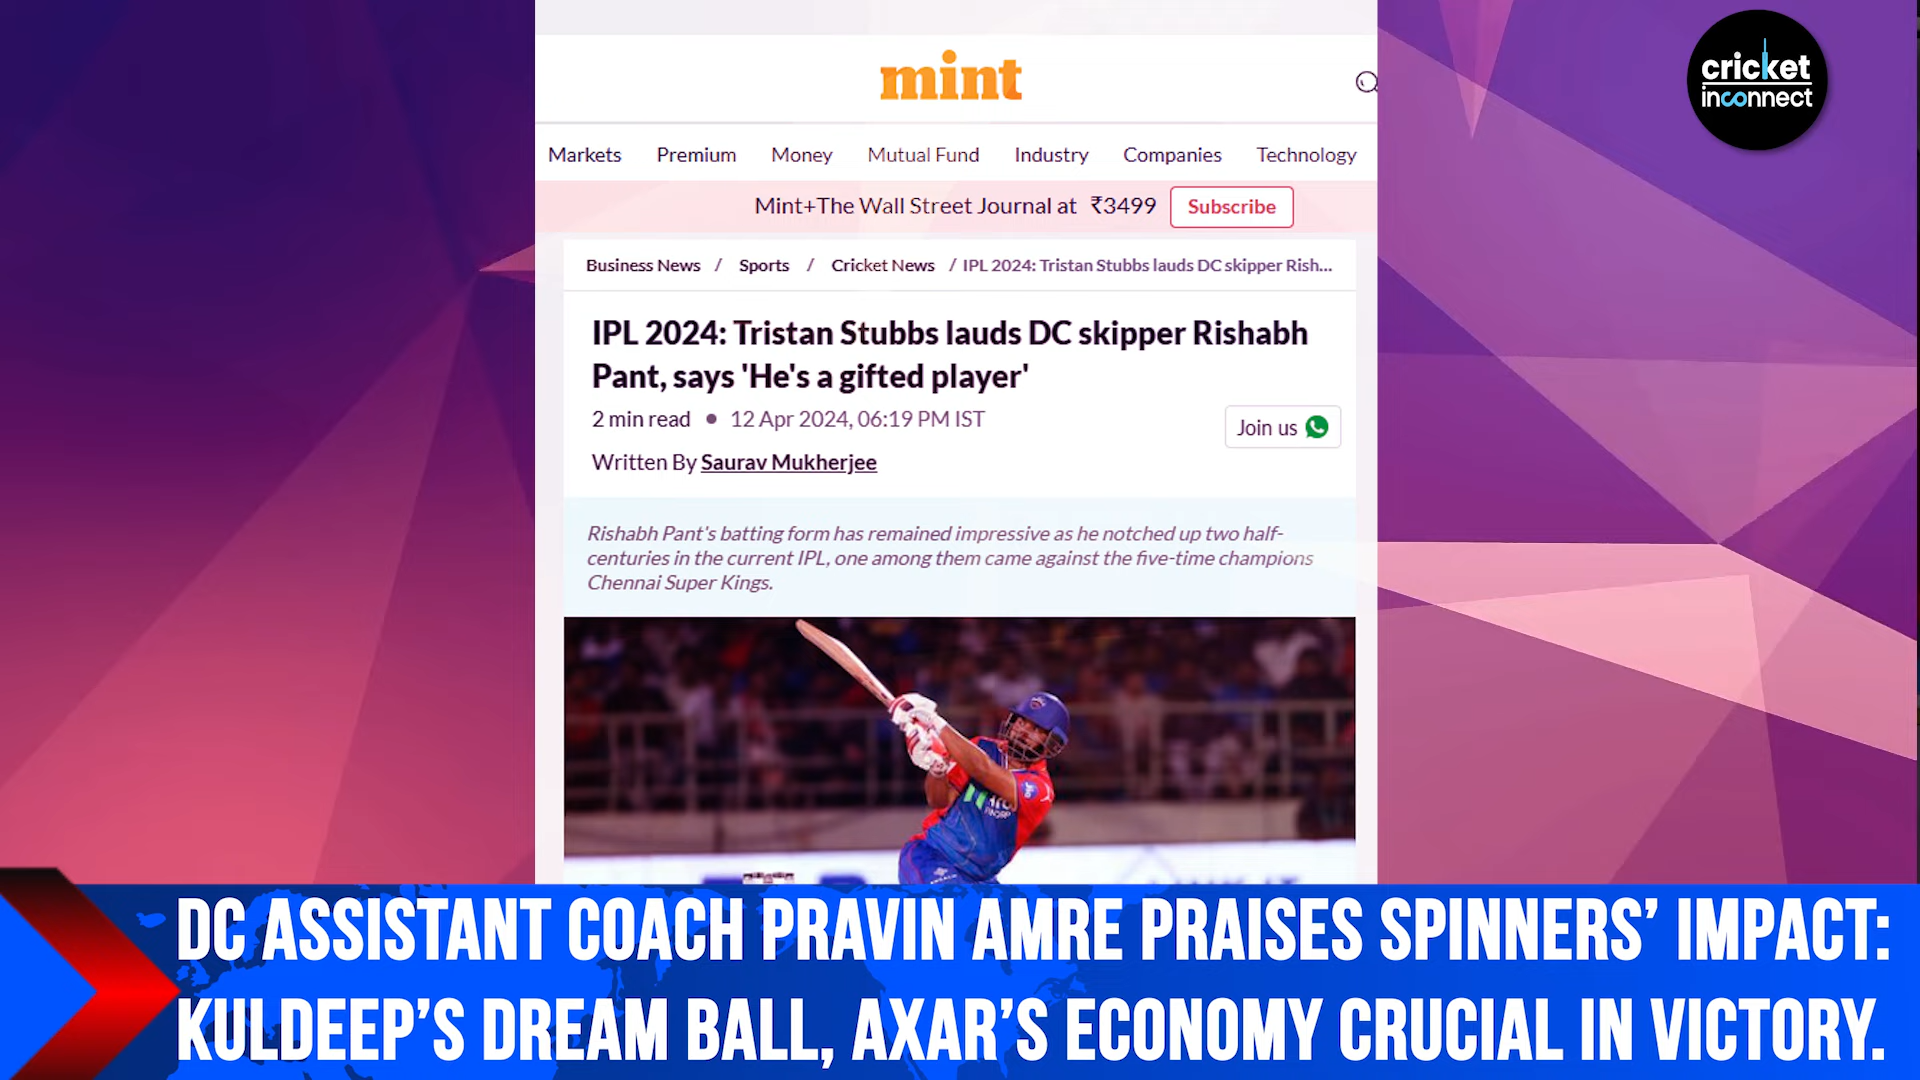 cricket
inconnect
mint
Markets Premium Money Mutual Fund Industry Companies Technology
Mint+The Wall Street Journal at ₹3499 Subscribe
Business News / Sports / Cricket News / IPL 2024: Tristan Stubbs lauds DC skipper Rish...
IPL 2024: Tristan Stubbs lauds DC skipper Rishabh
Pant, says 'He's a gifted player'
2 min read • 12 Apr 2024, 06:19 PM IST
Join us
Written By Saurav Mukherjee
Rishabh Pant's batting form has remained impressive as he notched up two half-
centuries in the current IPL, one among them came against the five-time champions
Chennai Super Kings.
DC ASSISTANT COACH PRAVIN AMRE PRAISES SPINNERS' IMPACT:
KULDEEP'S DREAM BALL, AXAR'S ECONOMY CRUCIAL IN VICTORY.